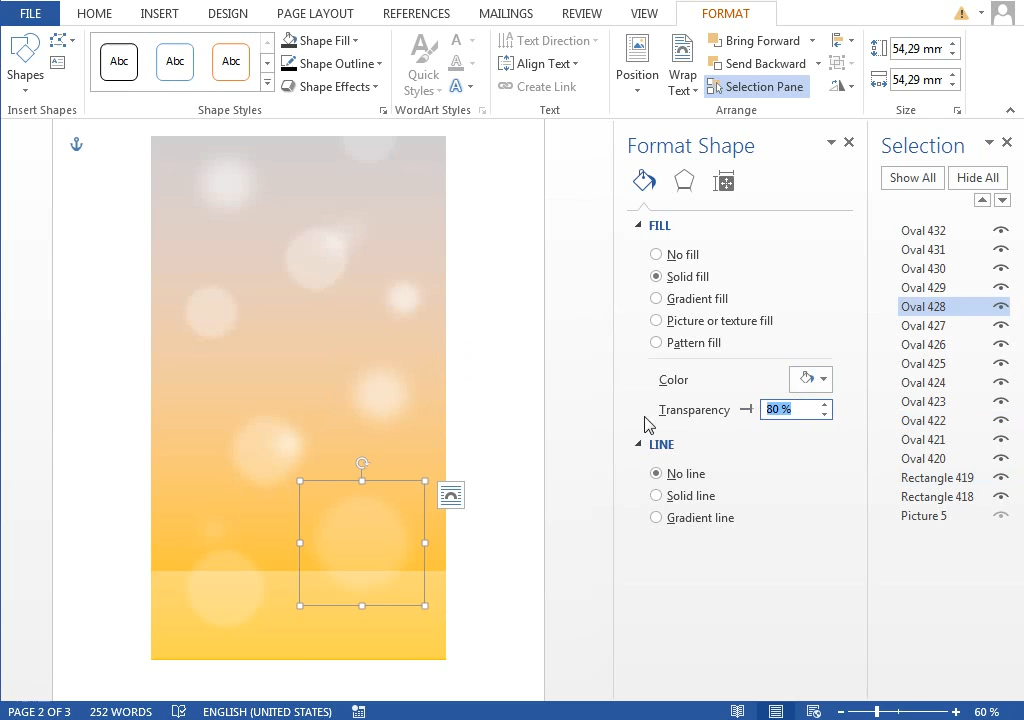 FILE HOME INSERT DESIGN PAGE LAYOUT REFERENCES MAILINGS REVIEW VIEW FORMAT
Shapes
Insert Shapes
Abc Abc Abc
Shape Fill
Shape Outline
Shape Effects
Shape Styles
Quick
Styles
A
A
A
WordArt Styles
Text Direction
Align Text
Create Link
Text
Position
Wrap
Text
Bring Forward
Send Backward
Selection Pane
Arrange
54,29 mm
54,29 mm
Size
Format Shape
FILL
No fill
Solid fill
Gradient fill
Picture or texture fill
Pattern fill
Color
Transparency 80 %
LINE
No line
Solid line
Gradient line
Selection
Show All Hide All
Oval 432
Oval 431
Oval 430
Oval 429
Oval 428
Oval 427
Oval 426
Oval 425
Oval 424
Oval 423
Oval 422
Oval 421
Oval 420
Rectangle 419
Rectangle 418
Picture 5
PAGE 2 OF 3 252 WORDS ENGLISH (UNITED STATES) 60 %